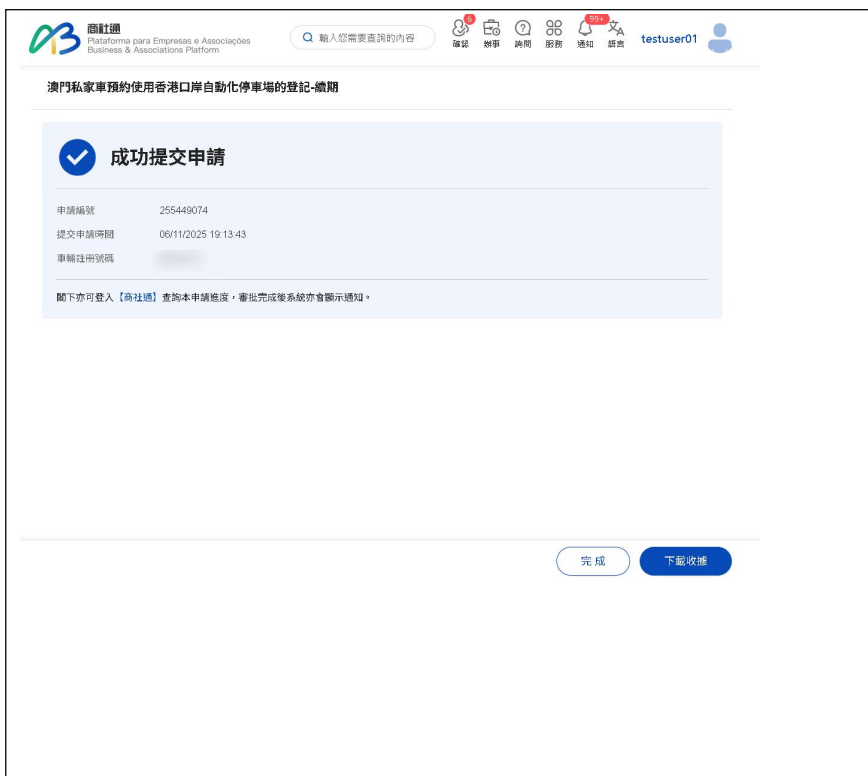 商社通
Plataforma para Empresas e Associações
Business & Associations Platform
輸入您需要查詢的內容
6
99+
確認 辦事 詢問 服務 通知 語言
testuser01
澳門私家車預約使用香港口岸自動化停車場的登記-續期
成功提交申請
申請編號 255449074
提交申請時間 06/11/2025 19:13:43
車輛註冊號碼
閣下亦可登入【商社通】查詢本申請進度，審批完成後系統亦會顯示通知。
完成 下載收據